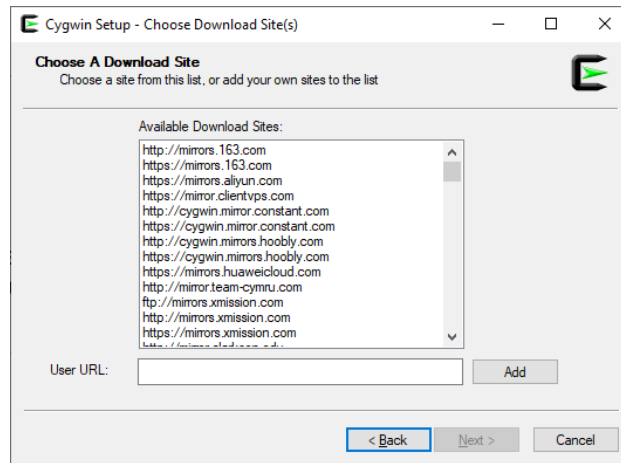 Cygwin Setup - Choose Download Site(s)
Choose A Download Site
Choose a site from this list, or add your own sites to the list
Available Download Sites:
http://mirrors.163.com
https://mirrors.163.com
https://mirrors.aliyun.com
https://mirror.clientvps.com
http://cygwin.mirror.constant.com
https://cygwin.mirror.constant.com
http://cygwin.mirrors.hoobly.com
https://cygwin.mirrors.hoobly.com
https://mirrors.huaweicloud.com
http://mirror.team-cymru.com
ftp://mirrors.xmission.com
http://mirrors.xmission.com
https://mirrors.xmission.com
User URL:
Add
< Back
Next >
Cancel